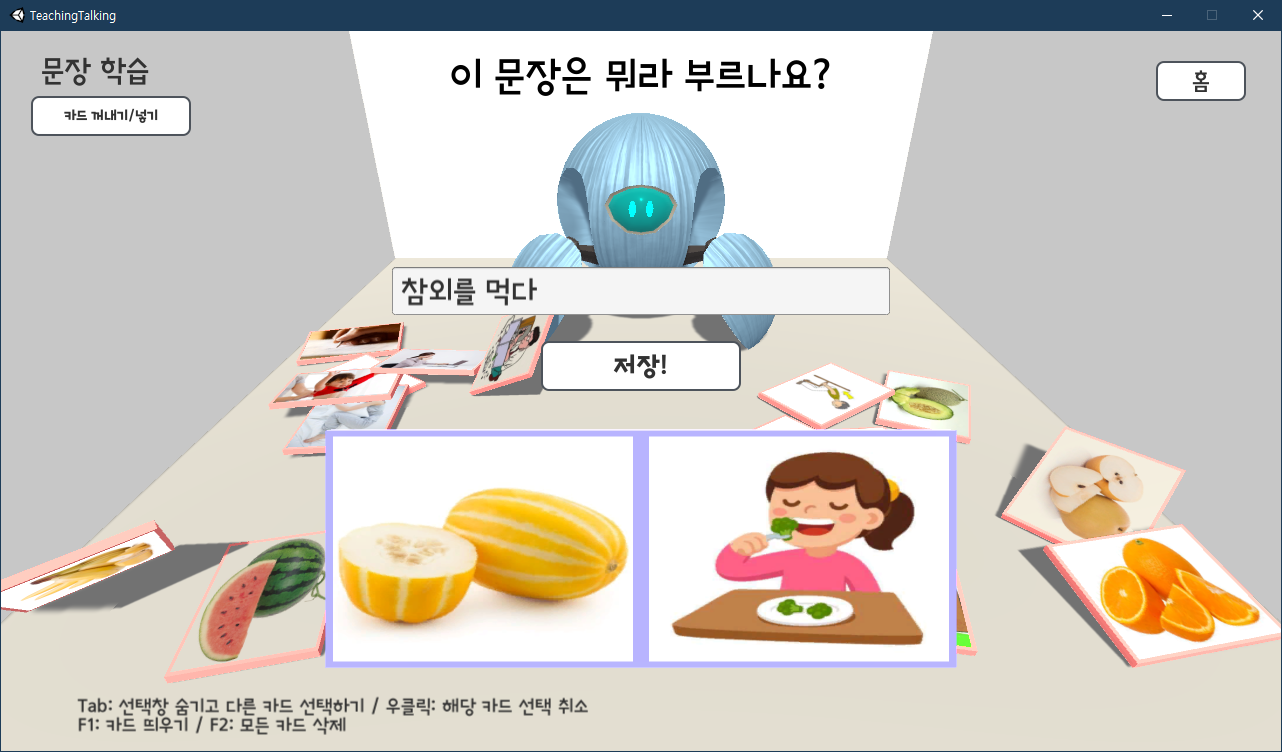 TeachingTalking
문장 학습
이 문장은 뭐라 부르나요?
홈
카드 꺼내기/넣기
참외를 먹다
저장!
Tab: 선택창 숨기고 다른 카드 선택하기 / 우클릭: 해당 카드 선택 취소
F1: 카드 띄우기 / F2: 모든 카드 삭제